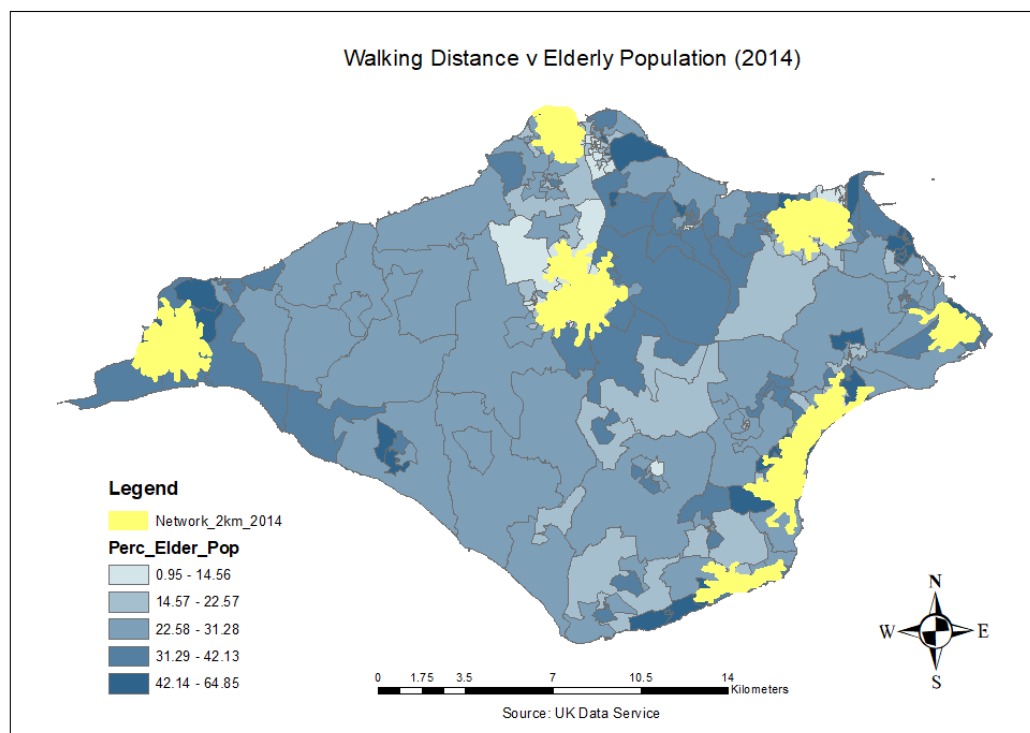 Walking Distance v Elderly Population (2014)
Legend
Network_2km_2014
Perc_Elder_Pop
0.95 - 14.56
14.57 - 22.57
22.58 - 31.28
31.29 - 42.13
42.14 - 64.85
0 1.75 3.5 7 10.5 14
Kilometers
Source: UK Data Service
N
W E
S